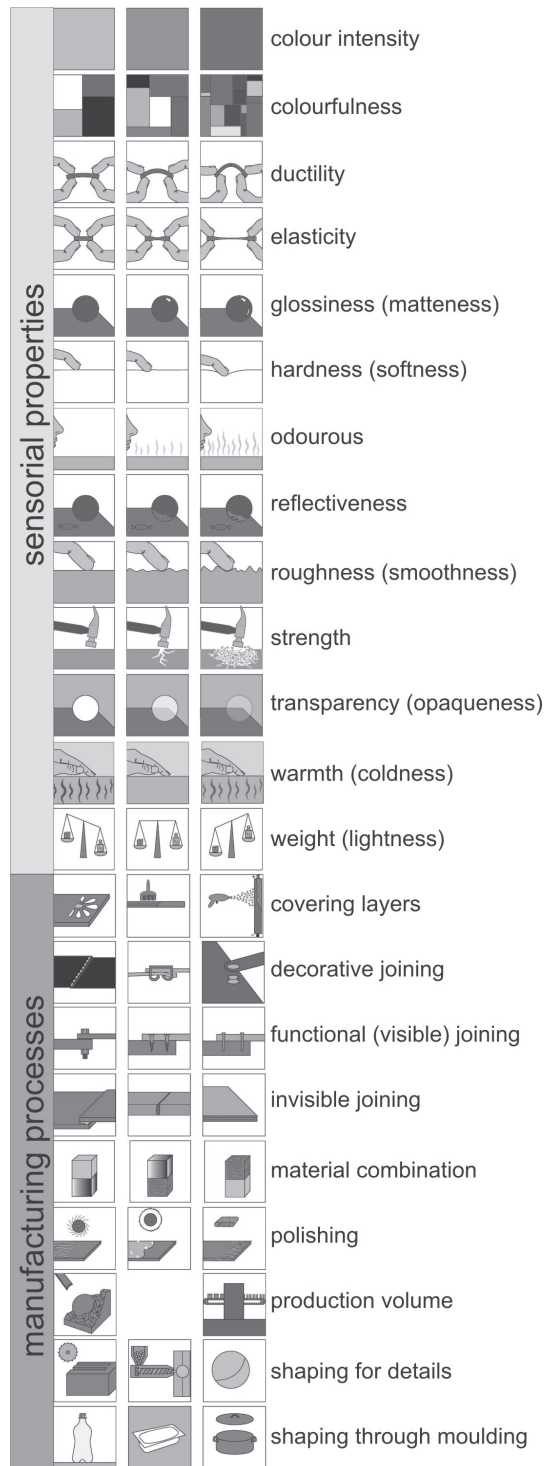 sensorial properties
colour intensity
colourfulness
ductility
elasticity
glossiness (matteness)
hardness (softness)
odourous
reflectiveness
roughness (smoothness)
strength
transparency (opaqueness)
warmth (coldness)
weight (lightness)
manufacturing processes
covering layers
decorative joining
functional (visible) joining
invisible joining
material combination
polishing
production volume
shaping for details
shaping through moulding